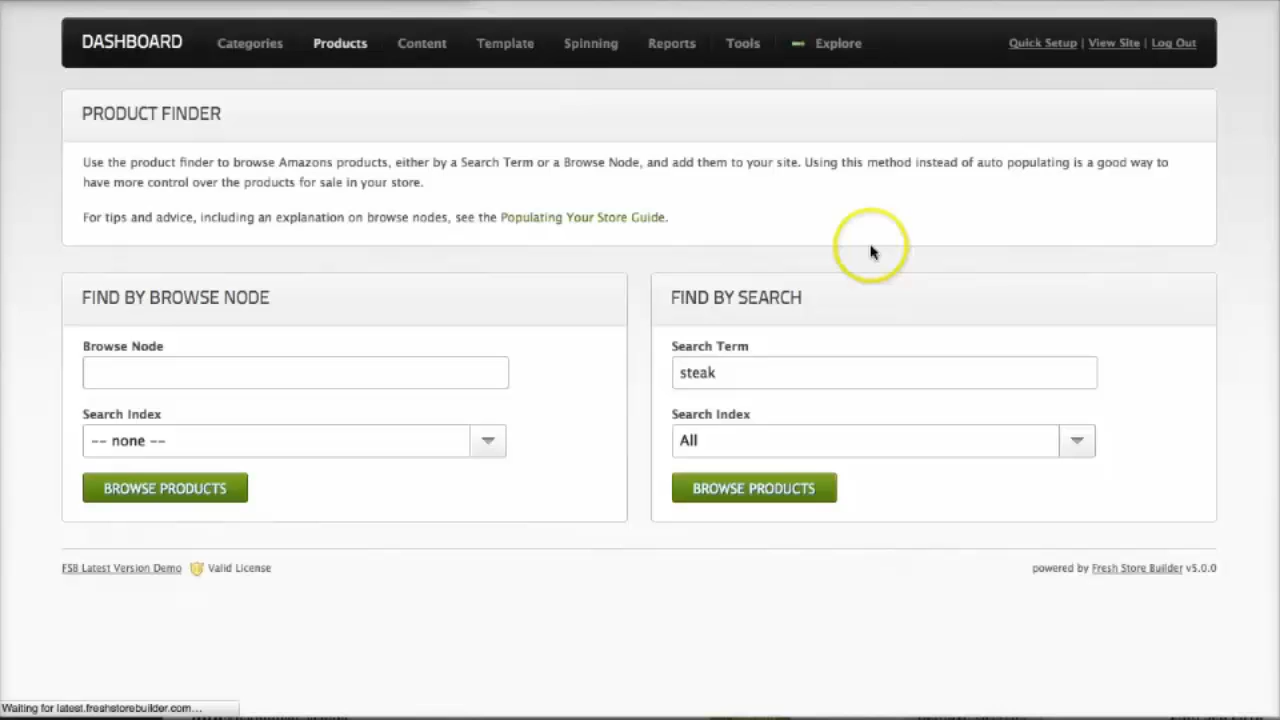 DASHBOARD Categories Products Content Template Spinning Reports Tools Explore Quick Setup | View Site | Log Out
PRODUCT FINDER
Use the product finder to browse Amazons products, either by a Search Term or a Browse Node, and add them to your site. Using this method instead of auto populating is a good way to
have more control over the products for sale in your store.
For tips and advice, including an explanation on browse nodes, see the Populating Your Store Guide.
FIND BY BROWSE NODE
Browse Node
Search Index
-- none --
BROWSE PRODUCTS
FIND BY SEARCH
Search Term
steak
Search Index
All
BROWSE PRODUCTS
FSB Latest Version Demo Valid License
powered by Fresh Store Builder v5.0.0
Waiting for latest.freshstorebuilder.com...